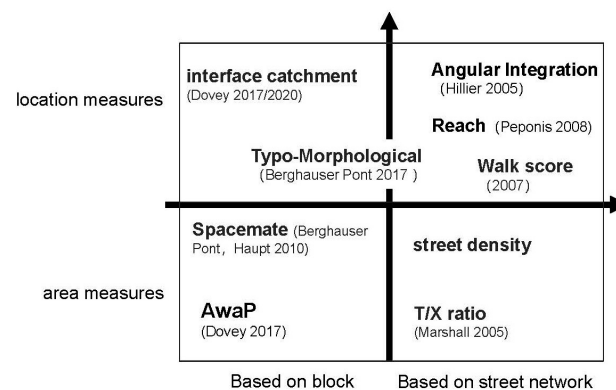 location measures
interface catchment
(Dovey 2017/2020)
Angular Integration
(Hillier 2005)
Reach (Peponis 2008)
Typo-Morphological
(Berghauser Pont 2017 )
Walk score
(2007)
area measures
Spacemate (Berghauser
Pont, Haupt 2010)
street density
AwaP
(Dovey 2017)
T/X ratio
(Marshall 2005)
Based on block
Based on street network